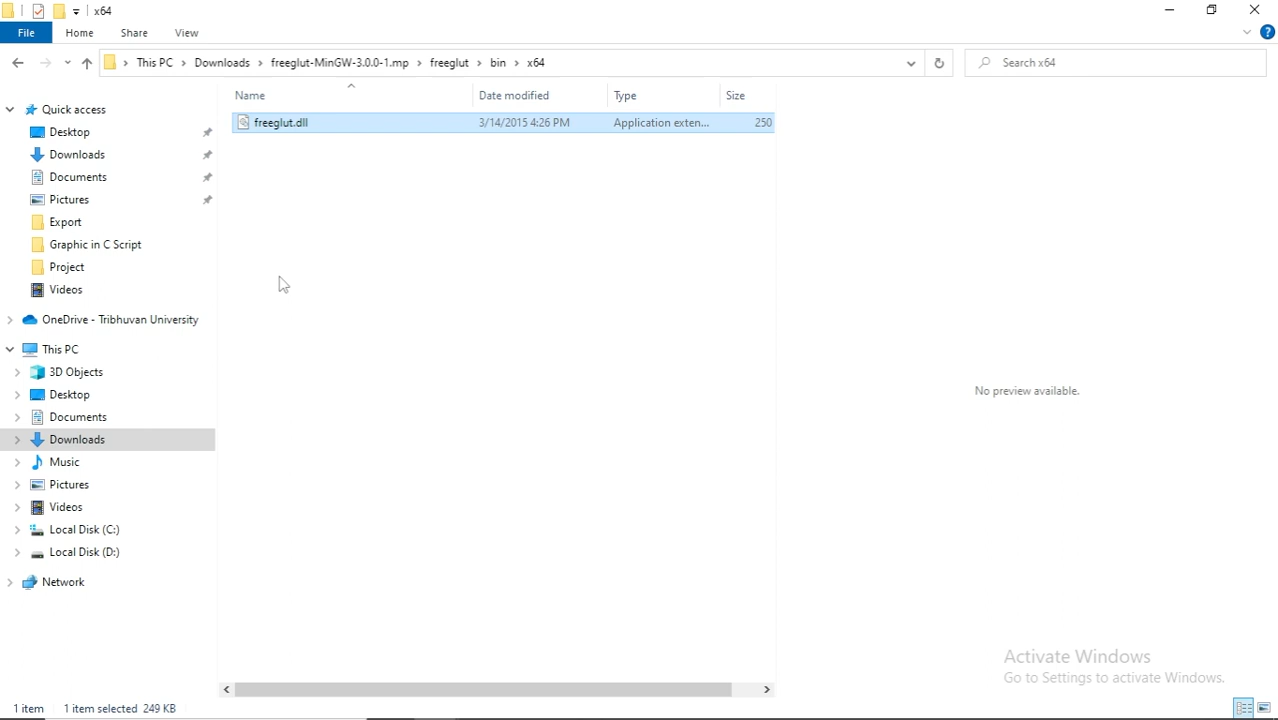 x64
File Home Share View
This PC > Downloads > freeglut-MinGW-3.0.0-1.mp > freeglut > bin > x64
Search x64
Name Date modified Type Size
freeglut.dll 3/14/2015 4:26 PM Application exten... 250
Quick access
Desktop
Downloads
Documents
Pictures
Export
Graphic in C Script
Project
Videos
OneDrive - Tribhuvan University
This PC
3D Objects
Desktop
Documents
Downloads
Music
Pictures
Videos
Local Disk (C:)
Local Disk (D:)
Network
No preview available.
Activate Windows
Go to Settings to activate Windows.
1 item 1 item selected 249 KB